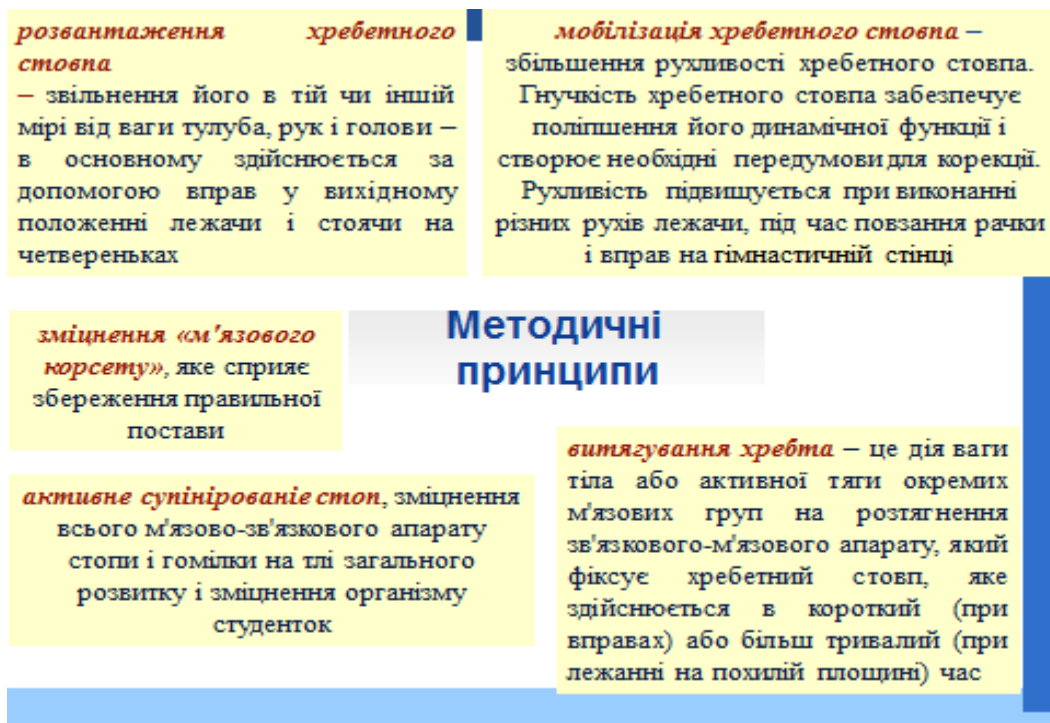 розвантаження хребетного
стовпа
– звільнення його в тій чи іншій
мірі від ваги тулуба, рук і голови –
в основному здійснюється за
допомогою вправ у вихідному
положенні лежачи і стоячи на
четвереньках
мобілізація хребетного стовпа –
збільшення рухливості хребетного стовпа.
Гнучкість хребетного стовпа забезпечує
поліпшення його динамічної функції і
створює необхідні передумови для корекції.
Рухливість підвищується при виконанні
різних рухів лежачи, під час повзання рачки
і вправ на гімнастичній стінці
Методичні
принципи
зміцнення «м'язового
корсету», яке сприяє
збереження правильної
постави
активне супінірование стоп, зміцнення
всього м'язово-зв'язкового апарату
стопи і гомілки на тлі загального
розвитку і зміцнення організму
студенток
витягування хребта – це дія ваги
тіла або активної тяги окремих
м'язових груп на розтягнення
зв'язкового-м'язового апарату, який
фіксує хребетний стовп, яке
здійснюється в короткий (при
вправах) або більш тривалий (при
лежанні на похилій площині) час